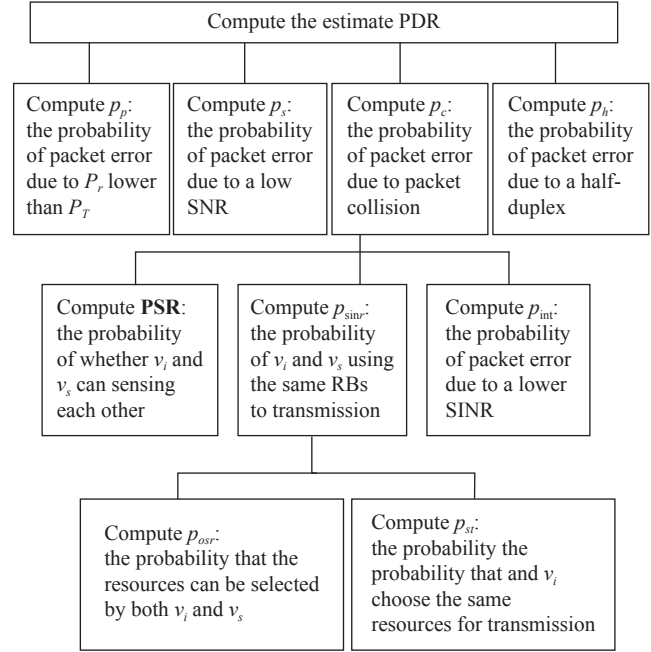 Compute the estimate PDR
Compute p_p:
the probability
of packet error
due to P_r lower
than P_T
Compute p_s:
the probability
of packet error
due to a low
SNR
Compute p_c:
the probability
of packet error
due to packet
collision
Compute p_h:
the probability
of packet error
due to a half-
duplex
Compute PSR:
the probability
of whether v_i and
v_s can sensing
each other
Compute p_sinr:
the probability
of v_i and v_s using
the same RBs
to transmission
Compute p_int:
the probability
of packet error
due to a lower
SINR
Compute p_osr:
the probability that the
resources can be selected
by both v_i and v_s
Compute p_st:
the probability the
probability that and v_i
choose the same
resources for transmission